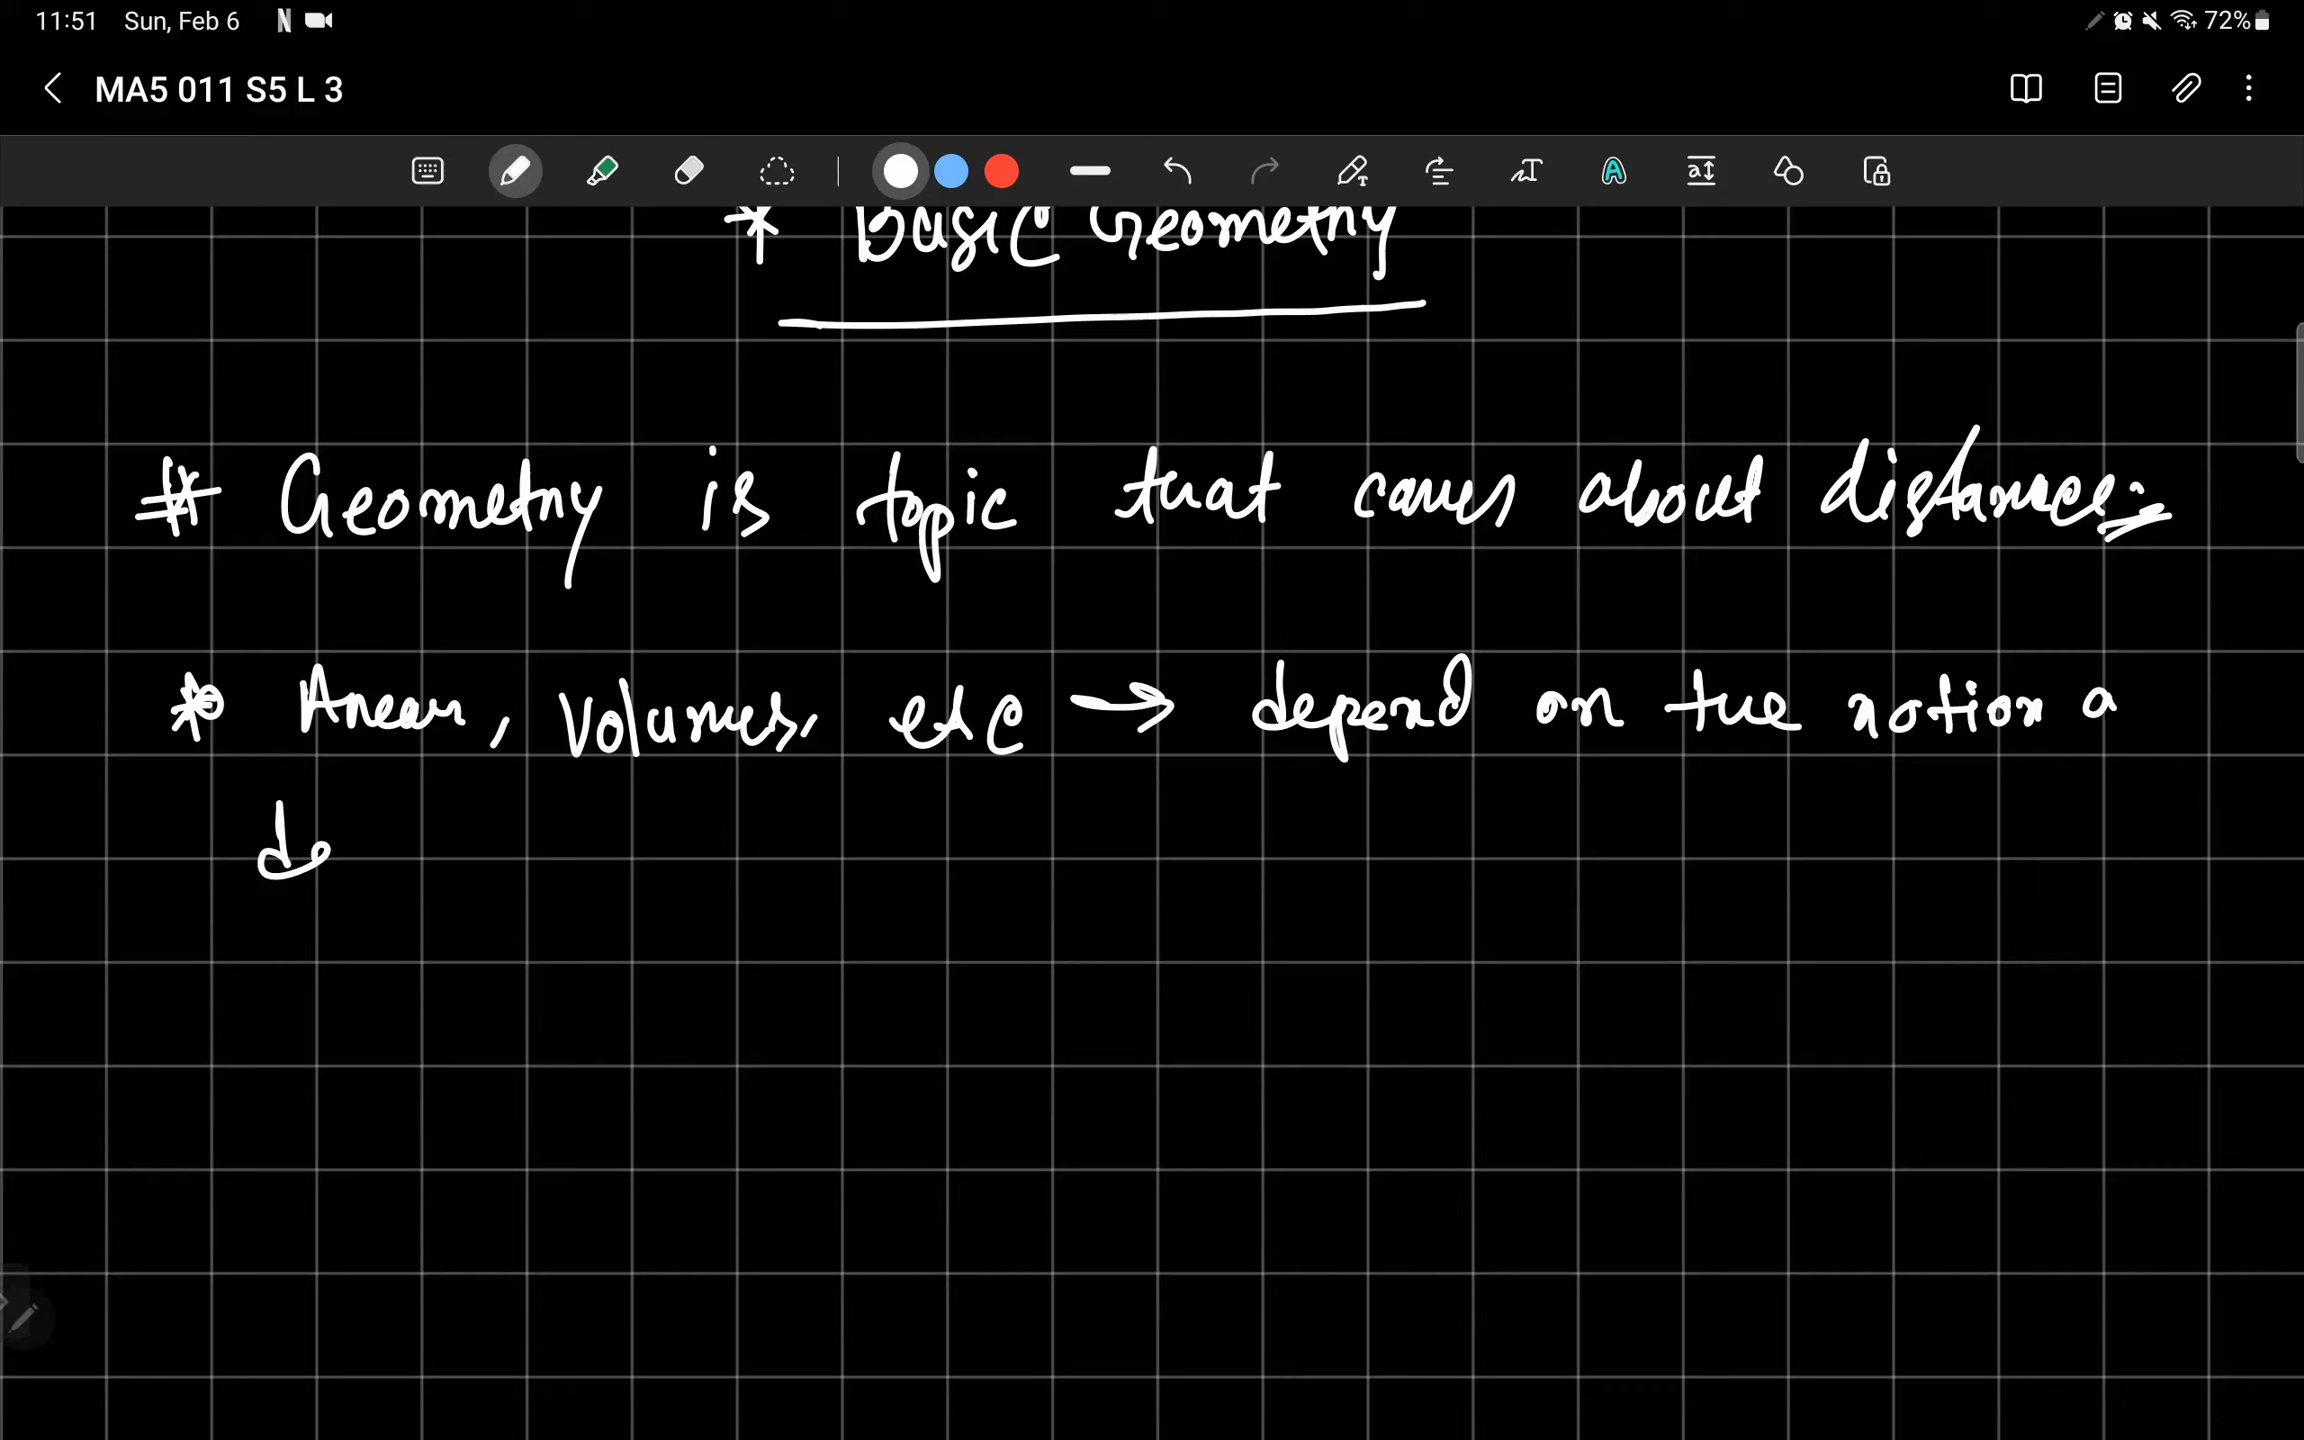 11:51 Sun, Feb 6 72%
MA5 011 S5 L 3
* Basic Geometry
# Geometry is topic that cares about distances
* Areas, Volumes, etc → depend on the notion a